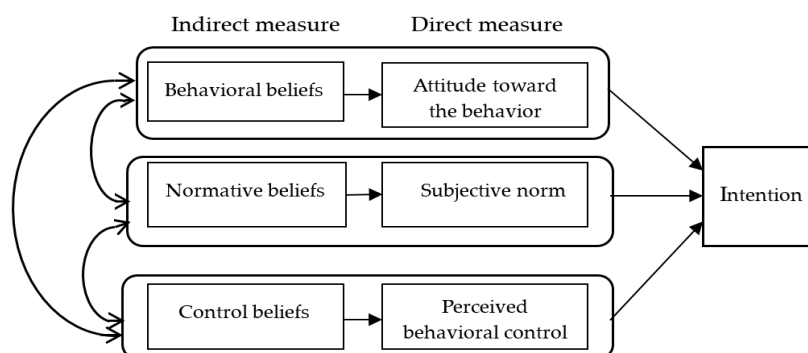 Indirect measure
Direct measure
Behavioral beliefs
Attitude toward
the behavior
Normative beliefs
Subjective norm
Intention
Control beliefs
Perceived
behavioral control